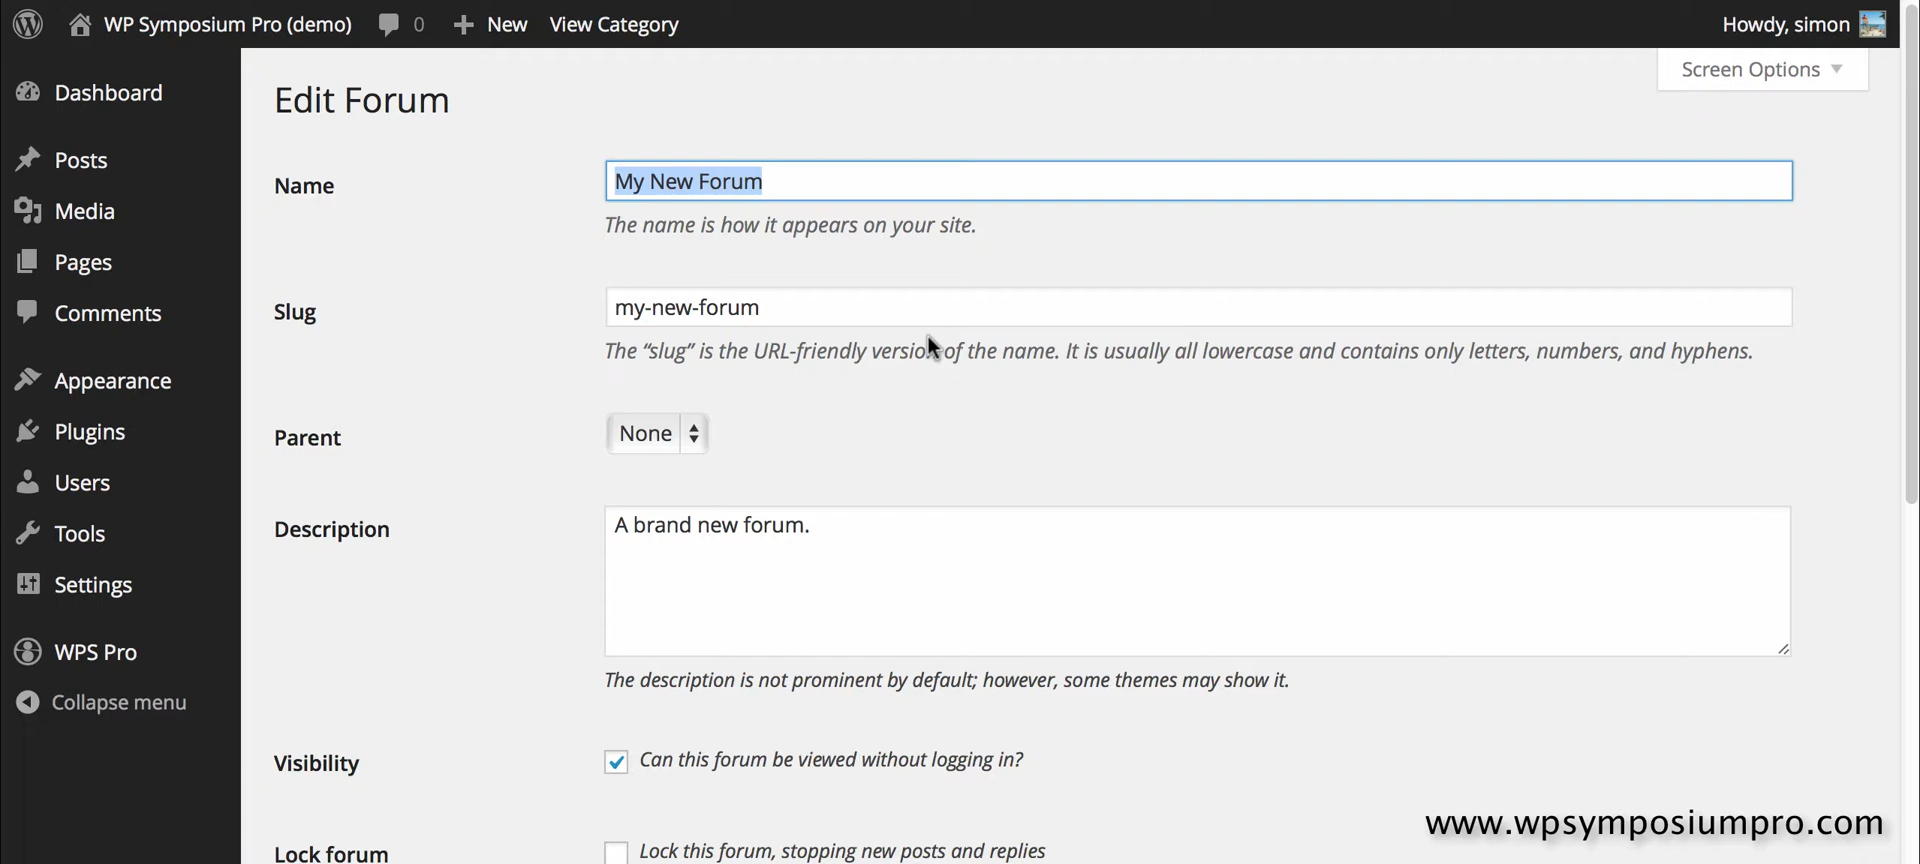 WP Symposium Pro (demo) 0 New View Category Howdy, simon
Screen Options
Dashboard
Posts
Media
Pages
Comments
Appearance
Plugins
Users
Tools
Settings
WPS Pro
Collapse menu
Edit Forum
Name
My New Forum
The name is how it appears on your site.
Slug
my-new-forum
The “slug” is the URL-friendly version of the name. It is usually all lowercase and contains only letters, numbers, and hyphens.
Parent
None
Description
A brand new forum.
The description is not prominent by default; however, some themes may show it.
Visibility
Can this forum be viewed without logging in?
Lock forum
Lock this forum, stopping new posts and replies
www.wpsymposiumpro.com